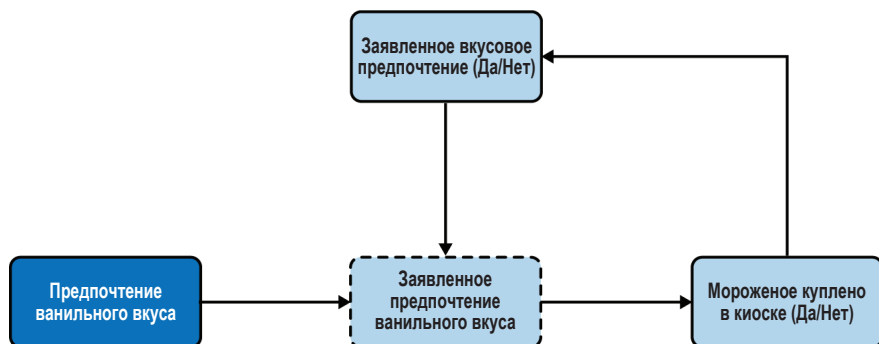 Заявленное вкусовое
предпочтение (Да/Нет)
Предпочтение
ванильного вкуса
Заявленное
предпочтение
ванильного вкуса
Мороженое куплено
в киоске (Да/Нет)